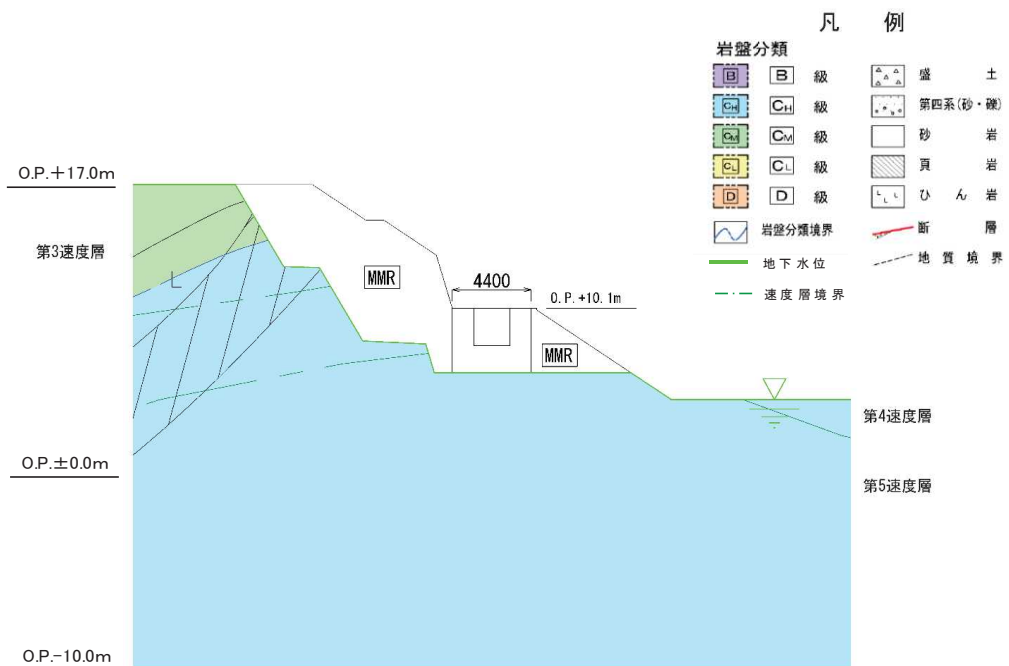 凡 例
岩盤分類
B B 級
CH CH 級
CM CM 級
CL CL 級
D D 級
岩盤分類境界
地下水位
速度層境界
盛土
第四系(砂・礫)
砂岩
頁岩
ひん岩
断層
地質境界
O.P.+17.0m
第3速度層
L
MMR
4400
O.P.+10.1m
MMR
第4速度層
O.P.±0.0m
第5速度層
O.P.-10.0m